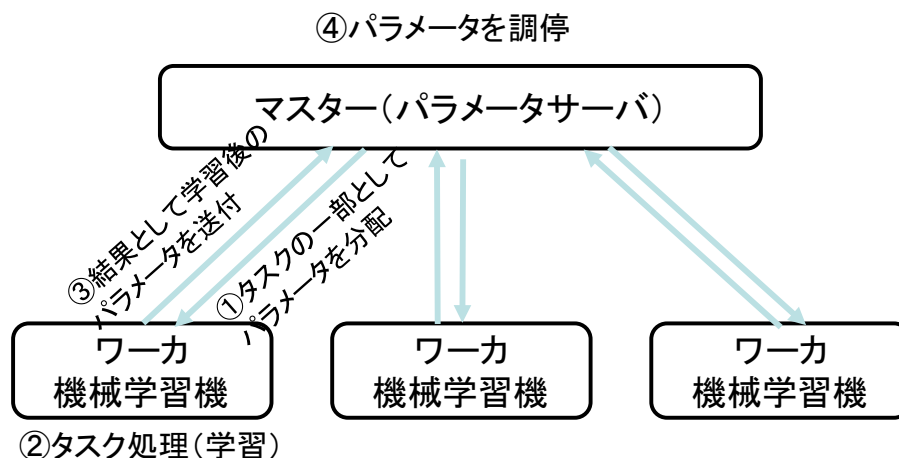 ④パラメータを調停
マスター(パラメータサーバ)
③結果として学習後の
パラメータを送付
①タスクの一部として
パラメータを分配
ワーカ
機械学習機
ワーカ
機械学習機
ワーカ
機械学習機
②タスク処理(学習)